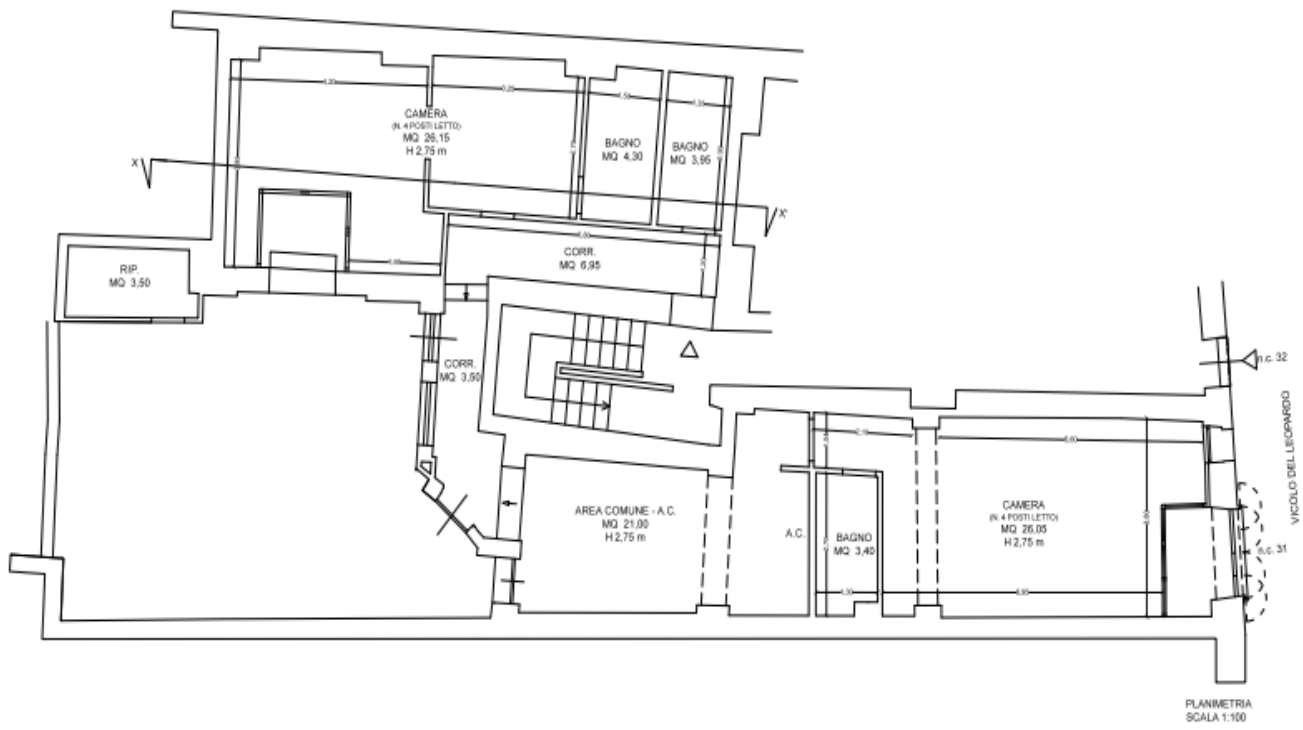 CAMERA
(N. 4 POSTI LETTO)
MQ 26,15
H 2,75 m
BAGNO
MQ 4,30
BAGNO
MQ 3,95
X
X'
CORR.
MQ 6,95
RIP.
MQ 3,50
CORR.
MQ 3,50
n.c. 32
VICOLO DEL LEOPARDO
AREA COMUNE - A.C.
MQ 21,00
H 2,75 m
A.C.
BAGNO
MQ 3,40
CAMERA
(N. 4 POSTI LETTO)
MQ 26,05
H 2,75 m
n.c. 31
PLANIMETRIA
SCALA 1:100